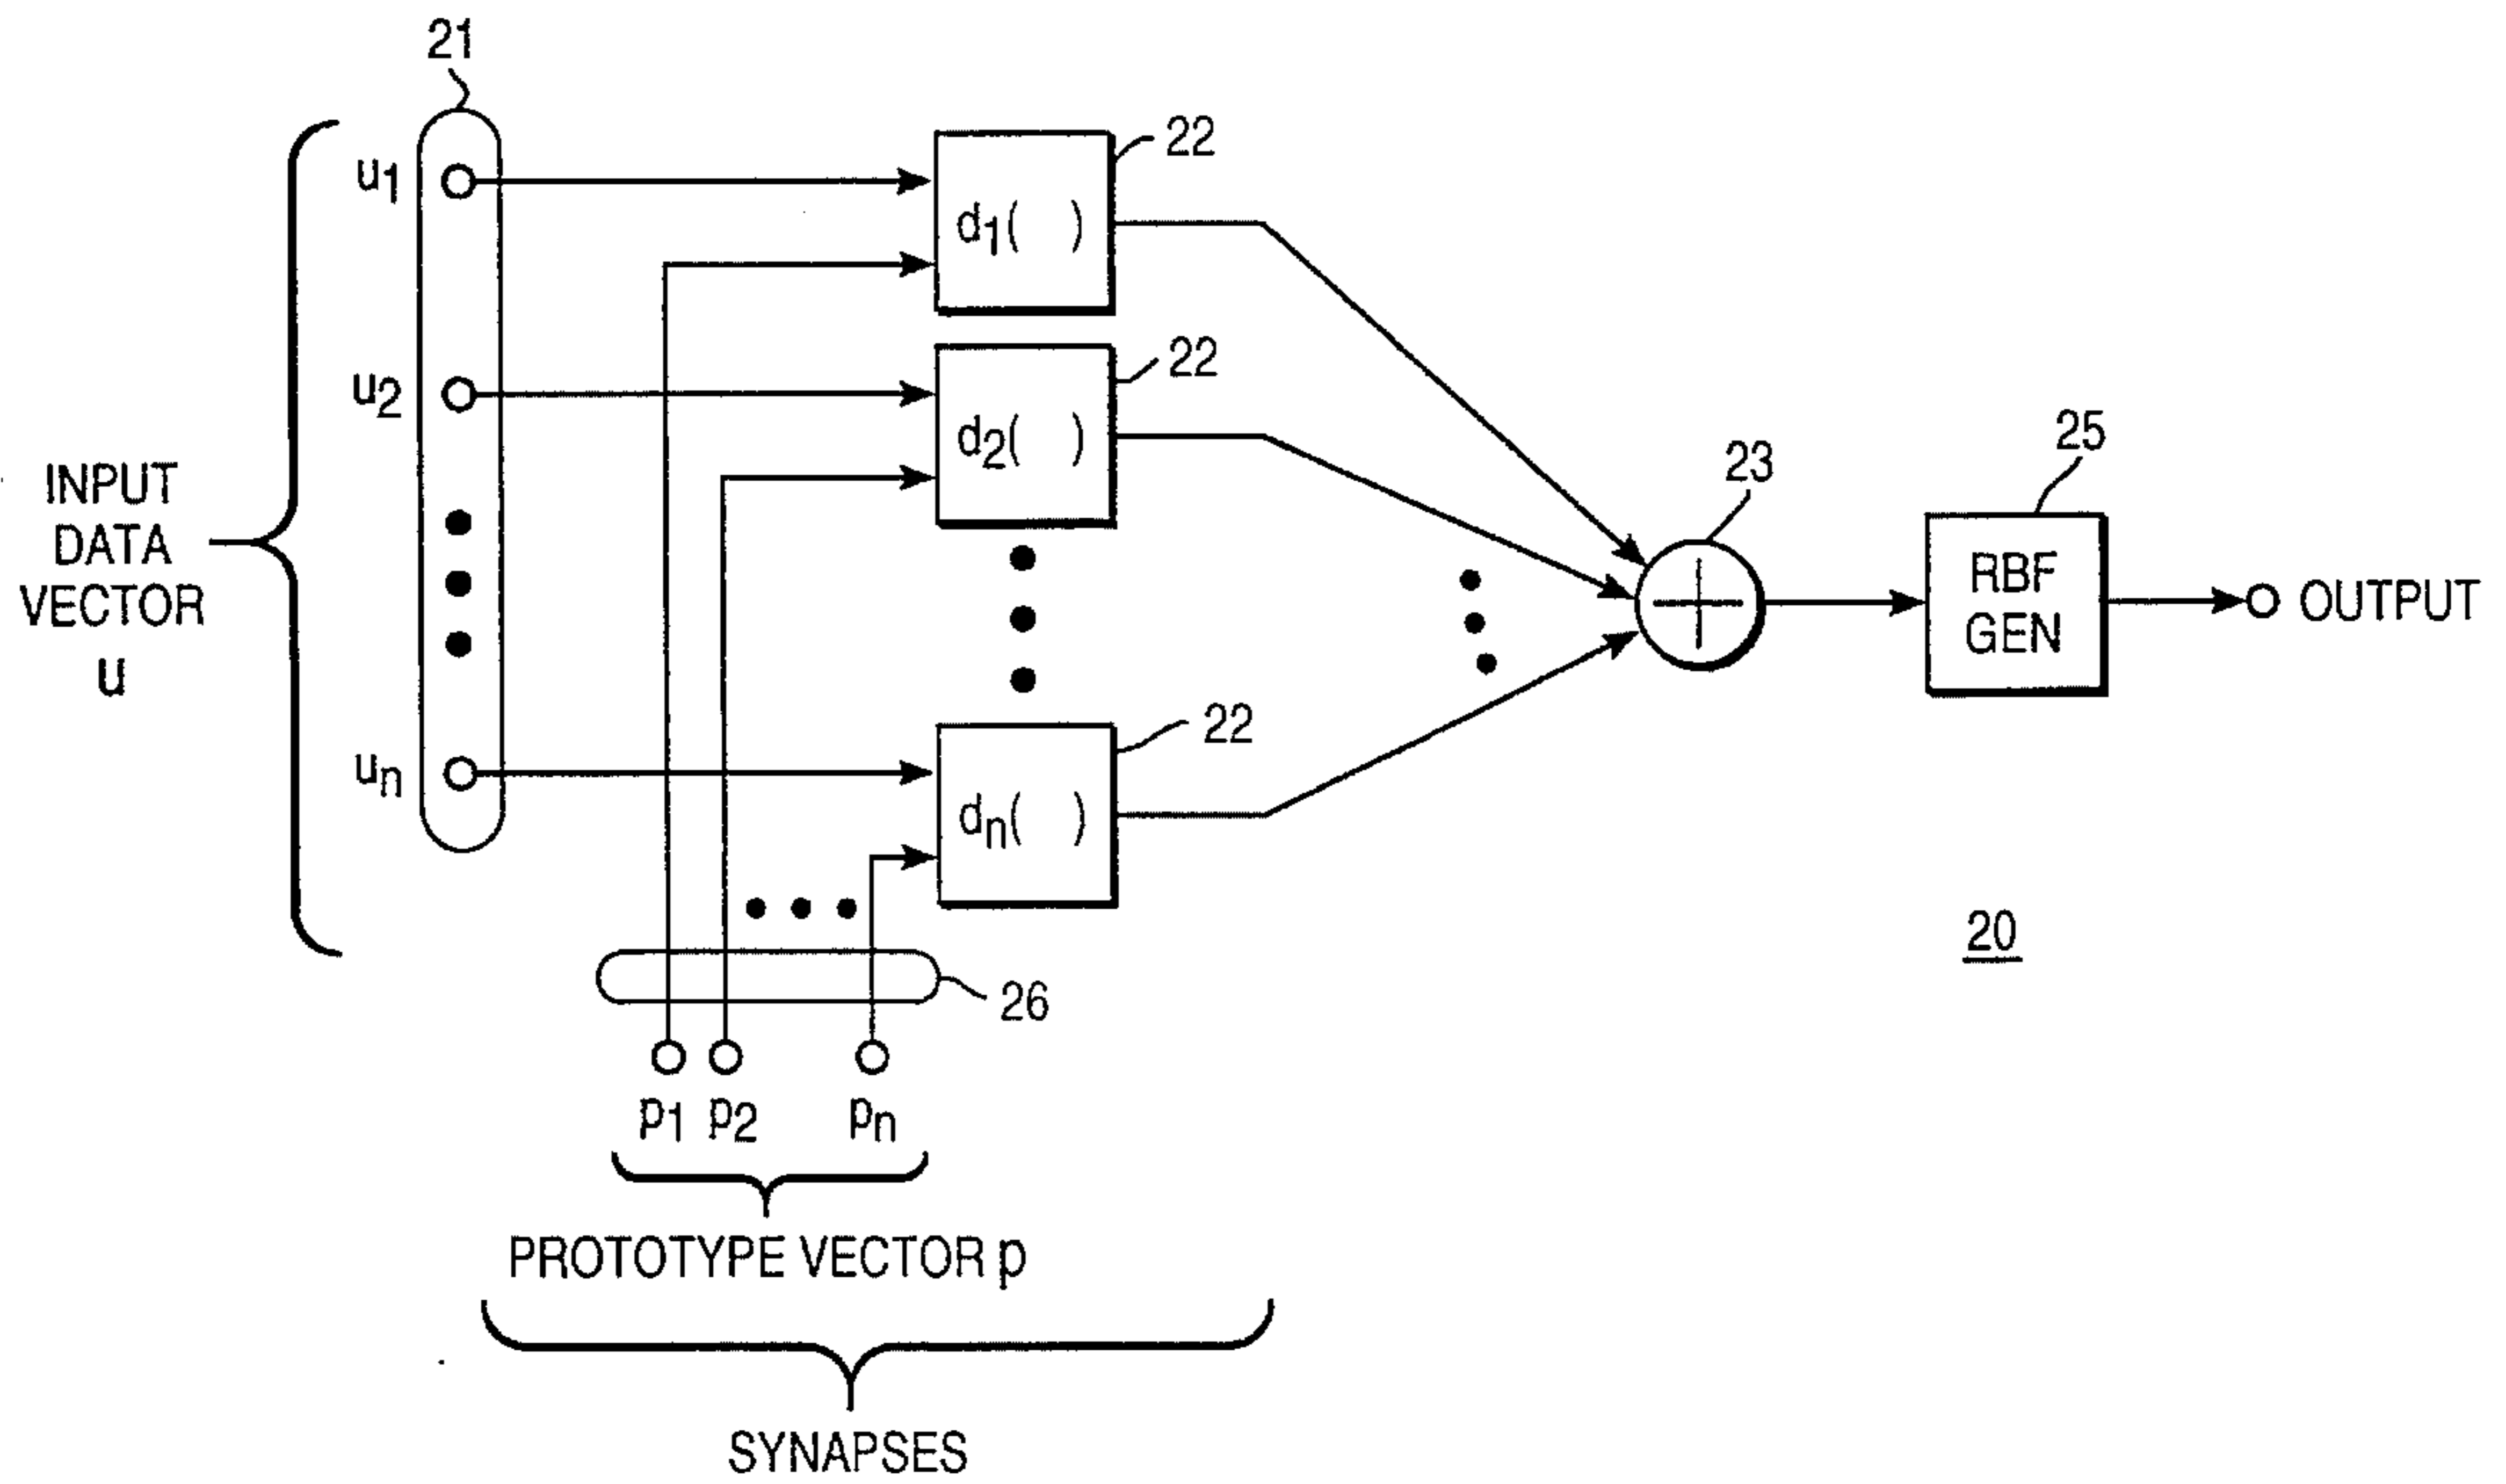 21
u1
22
d1( )
u2
22
d2( )
INPUT
DATA
VECTOR
u
23
25
RBF
GEN
OUTPUT
un
22
dn( )
20
26
p1 p2 pn
PROTOTYPE VECTOR p
SYNAPSES